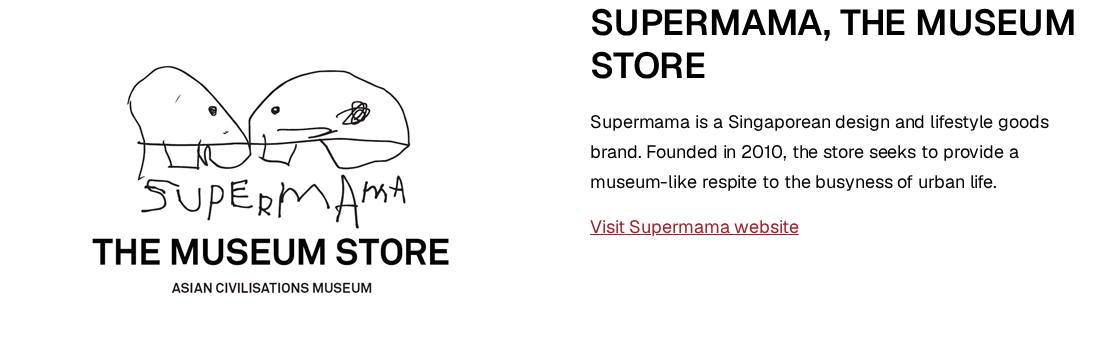 SUPERMAMA
THE MUSEUM STORE
ASIAN CIVILISATIONS MUSEUM
SUPERMAMA, THE MUSEUM
STORE
Supermama is a Singaporean design and lifestyle goods
brand. Founded in 2010, the store seeks to provide a
museum-like respite to the busyness of urban life.
Visit Supermama website